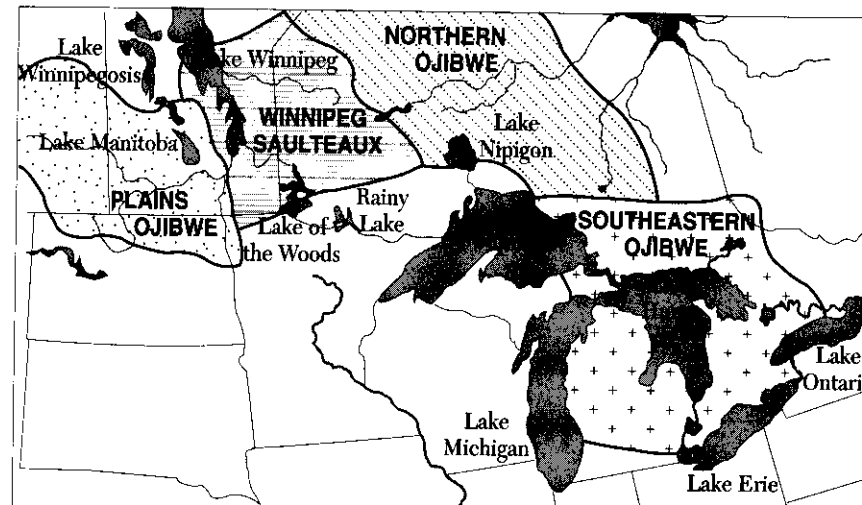 Lake
Winnipegosis
Lake Winnipeg
NORTHERN
OJIBWE
WINNIPEG
SAULTEAUX
Lake
Nipigon
Lake Manitoba
PLAINS
OJIBWE
Rainy
Lake
Lake of
the Woods
SOUTHEASTERN
OJIBWE
Lake
Ontari
Lake
Michigan
Lake Erie